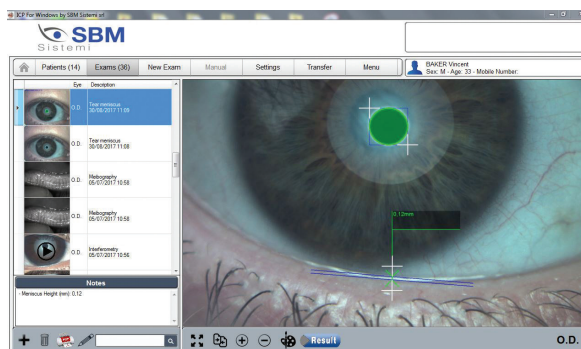 ICP For Windows by SBM Sistemi srl
SBM
Sistemi
Patients (14) Exams (36) New Exam Manual Settings Transfer Menu
BAKER Vincent
Sex: M - Age: 33 - Mobile Number:
Eye Description
O.D. Tear meniscus
30/08/2017 11:09
O.D. Tear meniscus
30/08/2017 11:08
O.D. Meibography
05/07/2017 10:58
O.D. Meibography
05/07/2017 10:58
O.D. Interferometry
05/07/2017 10:56
0.12mm
Notes
- Meniscus Height (mm): 0,12
Result
O.D.